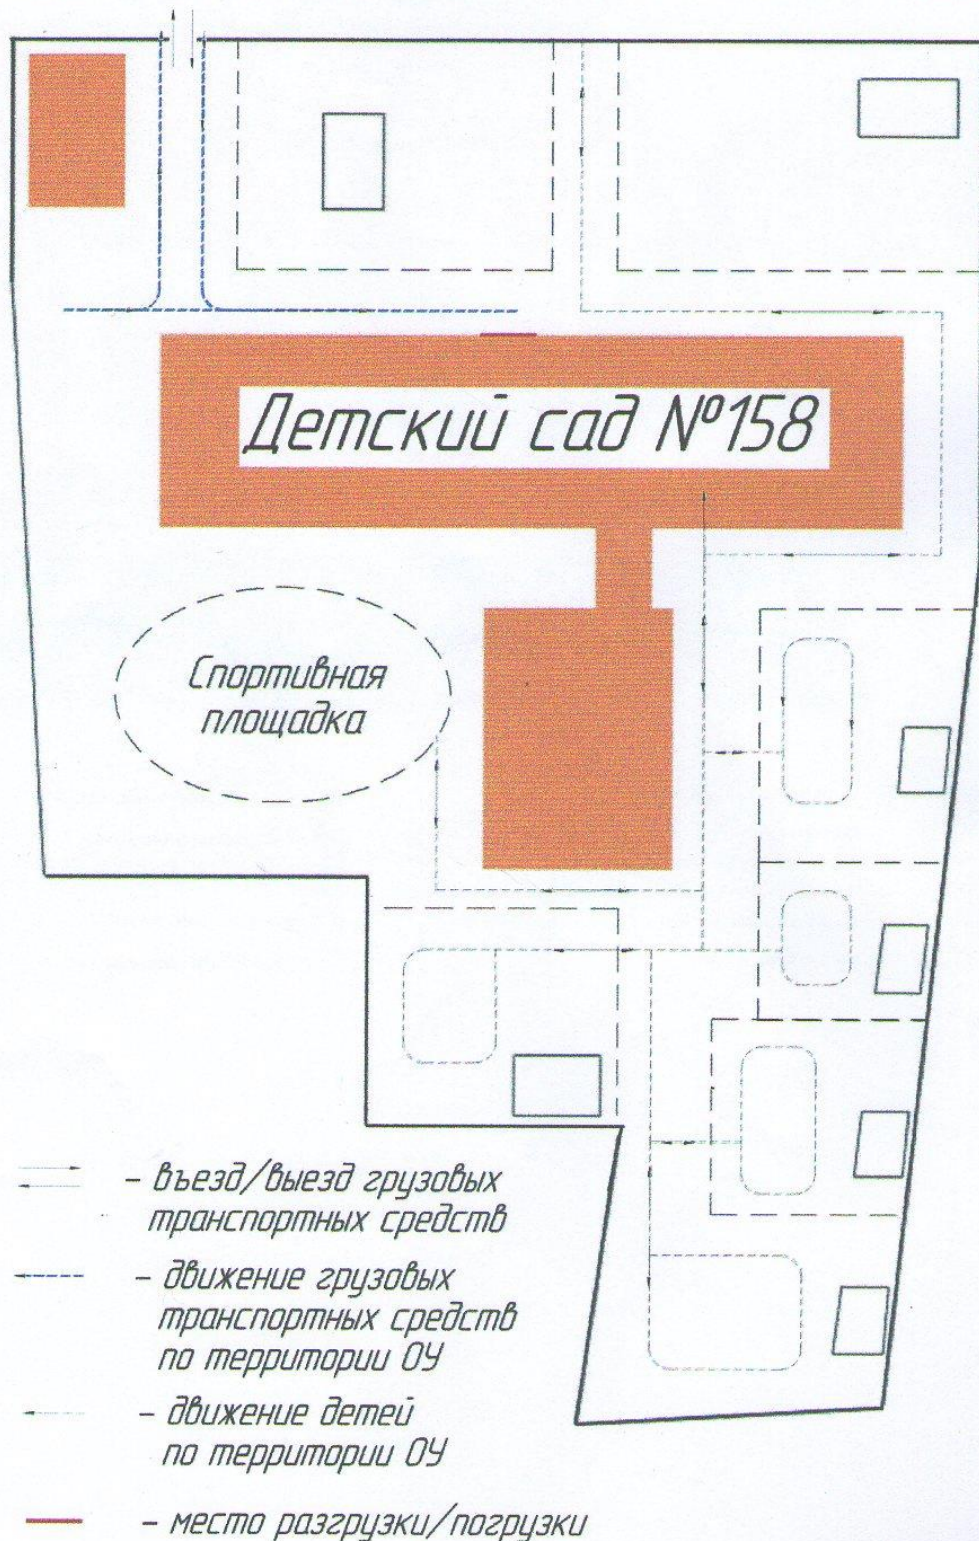 Детский сад №158
Спортивная
площадка
- въезд/выезд грузовых
транспортных средств
- движение грузовых
транспортных средств
по территории ОУ
- движение детей
по территории ОУ
- место разгрузки/погрузки